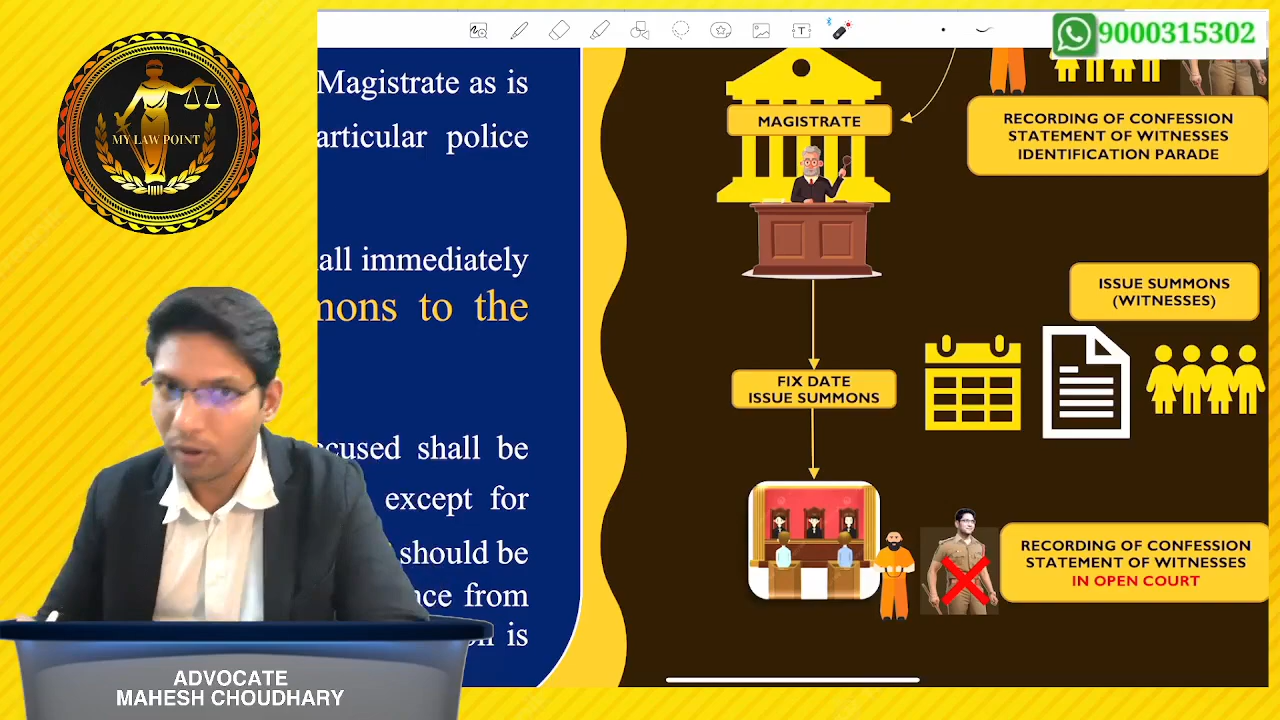 9000315302
MY LAW POINT
Magistrate as is
articular police
all immediately
mons to the
cused shall be
except for
should be
nce from
is
MAGISTRATE
RECORDING OF CONFESSION
STATEMENT OF WITNESSES
IDENTIFICATION PARADE
ISSUE SUMMONS
(WITNESSES)
FIX DATE
ISSUE SUMMONS
RECORDING OF CONFESSION
STATEMENT OF WITNESSES
IN OPEN COURT
ADVOCATE
MAHESH CHOUDHARY